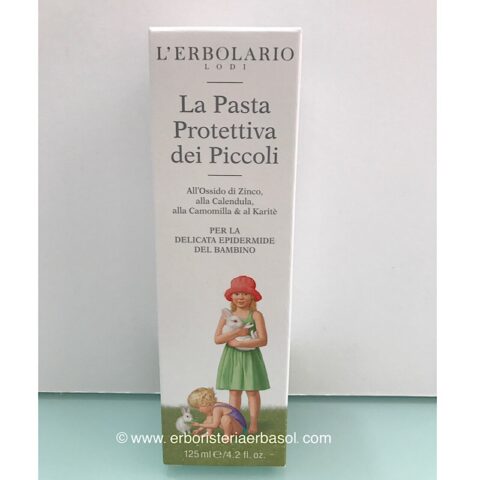 L'ERBOLARIO
LODI
La Pasta
Protettiva
dei Piccoli
All'Ossido di Zinco,
alla Calendula,
alla Camomilla & al Karitè
PER LA
DELICATA EPIDERMIDE
DEL BAMBINO
© www. erboristeriaerbasol. com
125 ml ℮/4.2 fl. oz.